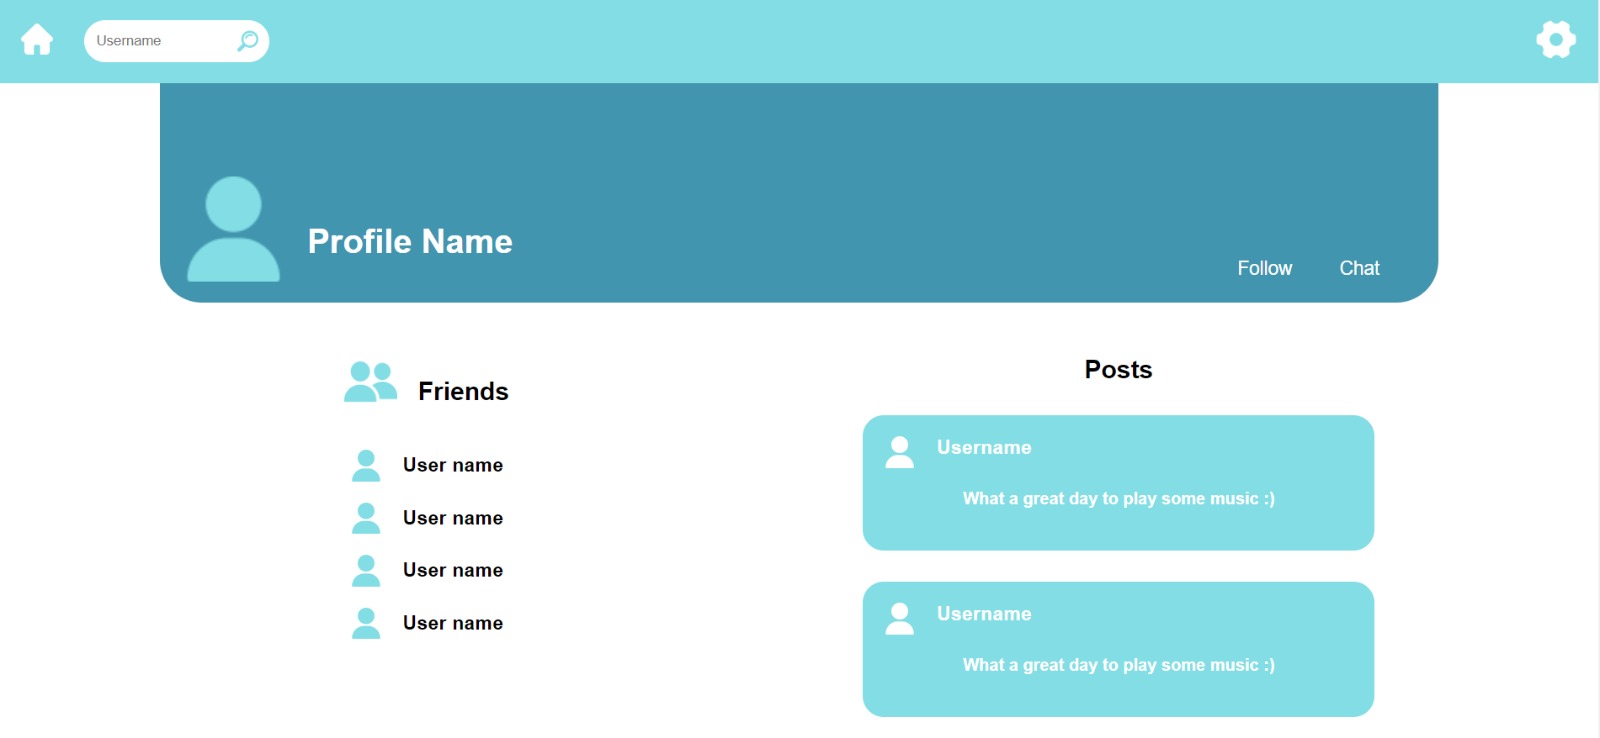 Username
Profile Name
Follow Chat
Friends
User name
User name
User name
User name
Posts
Username
What a great day to play some music :)
Username
What a great day to play some music :)